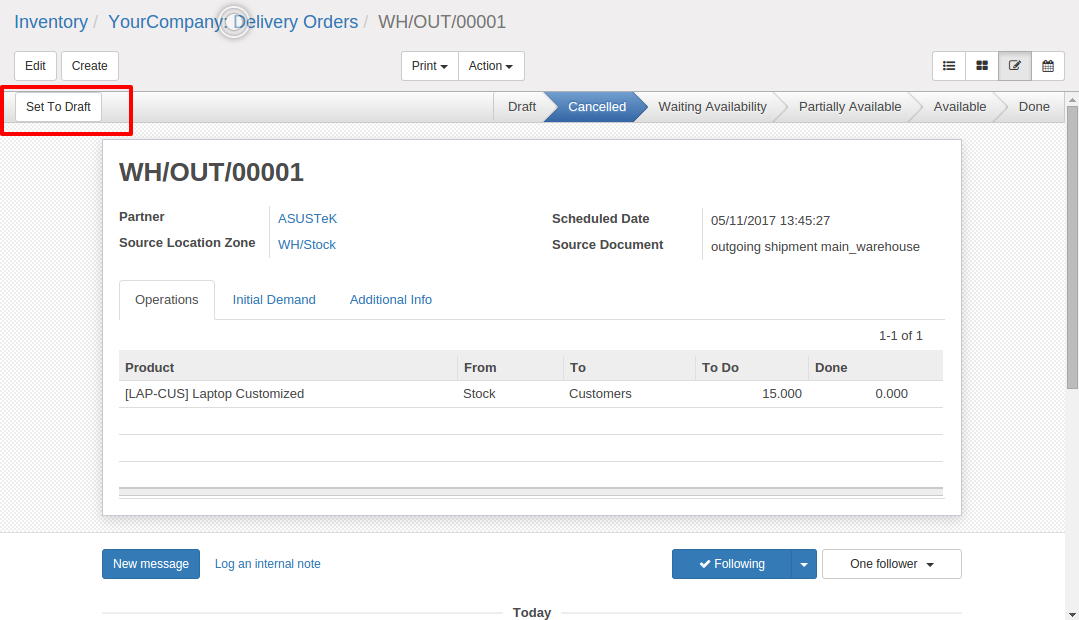 Inventory / YourCompany: Delivery Orders / WH/OUT/00001
Edit Create Print Action
Set To Draft Draft Cancelled Waiting Availability Partially Available Available Done
WH/OUT/00001
Partner ASUSTeK Scheduled Date 05/11/2017 13:45:27
Source Location Zone WH/Stock Source Document outgoing shipment main_warehouse
Operations Initial Demand Additional Info
1-1 of 1
Product From To To Do Done
[LAP-CUS] Laptop Customized Stock Customers 15.000 0.000
New message Log an internal note Following One follower
Today